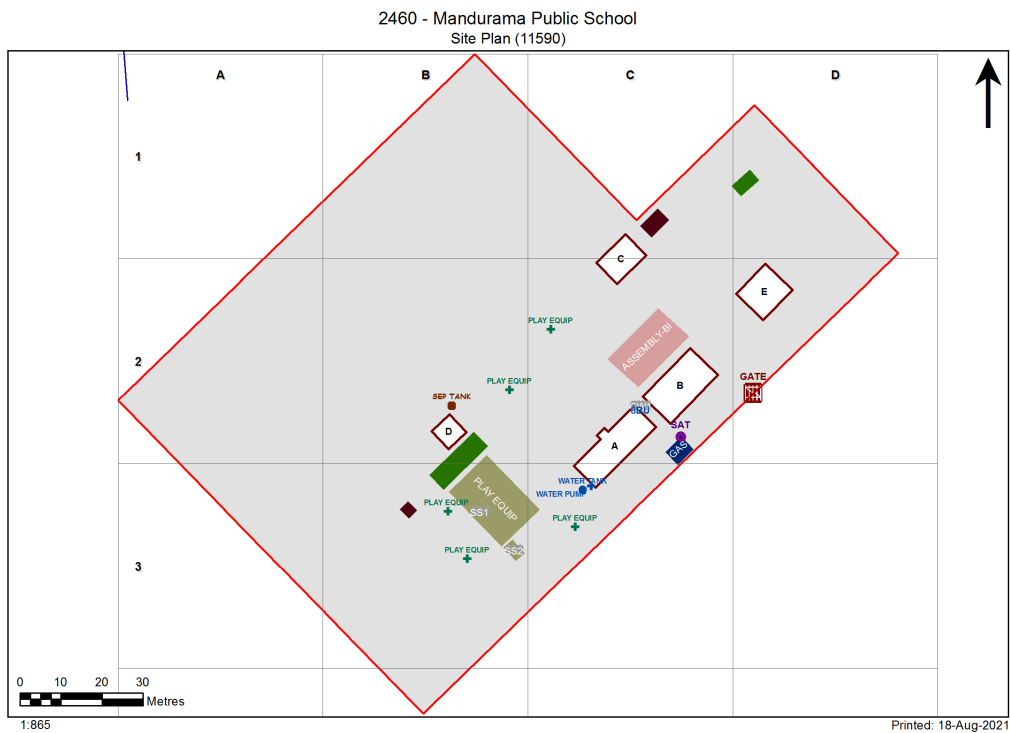 2460 - Mandurama Public School
Site Plan (11590)
A
B
C
D
1
C
E
PLAY EQUIP
ASSEMBLY-BI
2
GATE
PLAY EQUIP
B
SEP TANK
SAT
D
A
GAS
PLAY EQUIP
WATER TANK
WATER PUMP
PLAY EQUIP
SS1
PLAY EQUIP
PLAY EQUIP
SS2
3
0 10 20 30
Metres
1:865
Printed: 18-Aug-2021